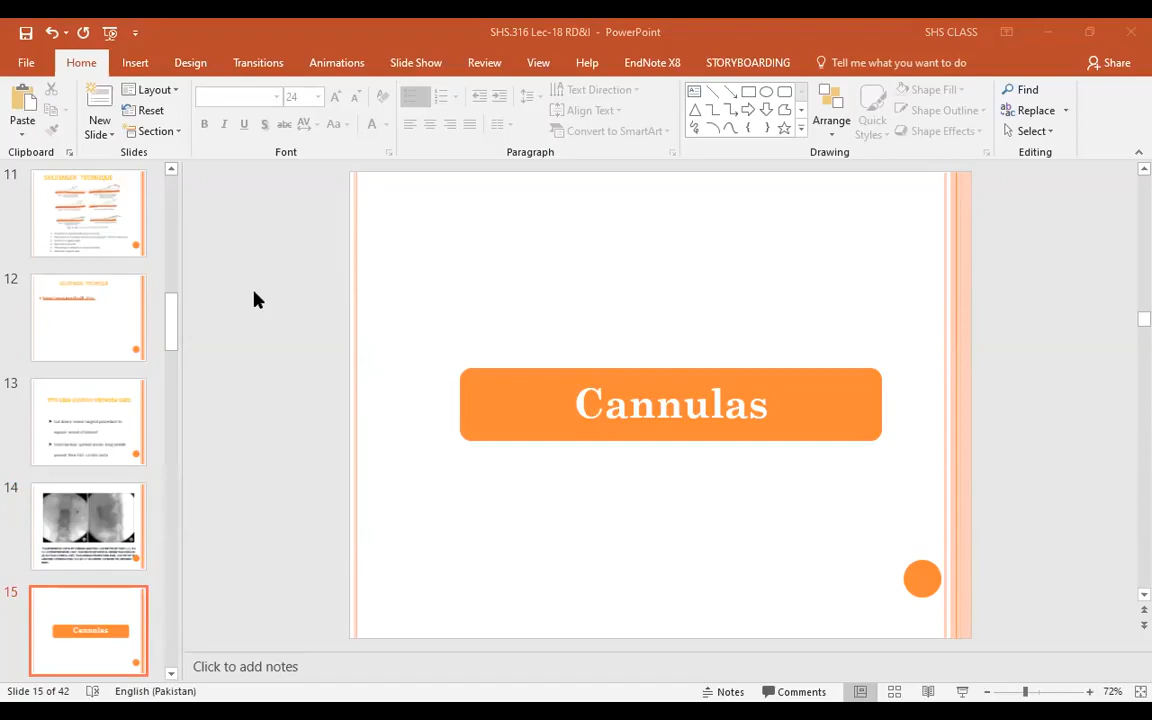 SHS.316 Lec-18 RD&I - PowerPoint
SHS CLASS
File Home Insert Design Transitions Animations Slide Show Review View Help EndNote X8 STORYBOARDING Tell me what you want to do Share
Paste
New Slide
Layout
Reset
Section
24
B I U S abc AV Aa A
Text Direction
Align Text
Convert to SmartArt
Arrange
Quick Styles
Shape Fill
Shape Outline
Shape Effects
Find
Replace
Select
Clipboard Slides Font Paragraph Drawing Editing
11
SELDINGER TECHNIQUE
12
13
14
15
Cannulas
Cannulas
Click to add notes
Slide 15 of 42 English (Pakistan) Notes Comments 72%